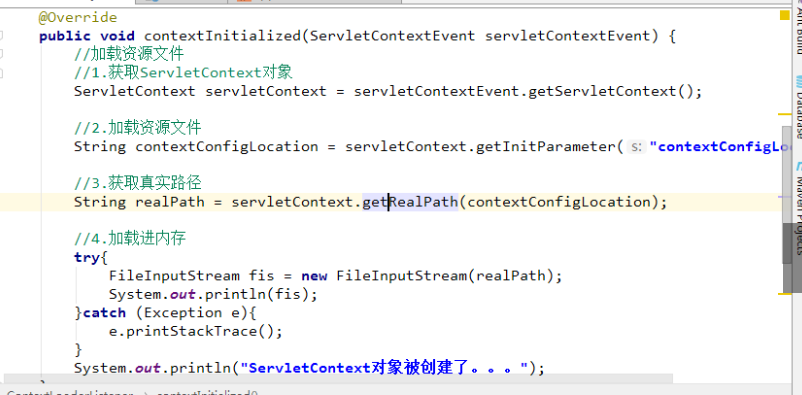 @Override
public void contextInitialized(ServletContextEvent servletContextEvent) {
//加载资源文件
//1.获取ServletContext对象
ServletContext servletContext = servletContextEvent.getServletContext();
//2.加载资源文件
String contextConfigLocation = servletContext.getInitParameter( s: "contextConfigLo
//3.获取真实路径
String realPath = servletContext.getRealPath(contextConfigLocation);
//4.加载进内存
try{
FileInputStream fis = new FileInputStream(realPath);
System.out.println(fis);
}catch (Exception e){
e.printStackTrace();
}
System.out.println("ServletContext对象被创建了。。。");
Ant Build
Database
Maven Projects